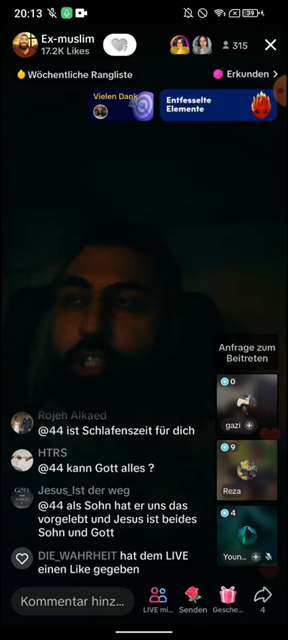 20:13
39
Ex-muslim
17.2K Likes
315
Wöchentliche Rangliste
Erkunden >
Vielen Dank
Entfesselte
Elemente
Anfrage zum
Beitreten
0
gazi +
9
Reza
4
Youn... +
Rojeh Alkaed
@44 ist Schlafenszeit für dich
HTRS
@44 kann Gott alles ?
Jesus_Ist der weg
@44 als Sohn hat er uns das
vorgelebt und Jesus ist beides
Sohn und Gott
DIE_WAHRHEIT hat dem LIVE
einen Like gegeben
Kommentar hinz...
LIVE mi...
Senden
Gesche...
4